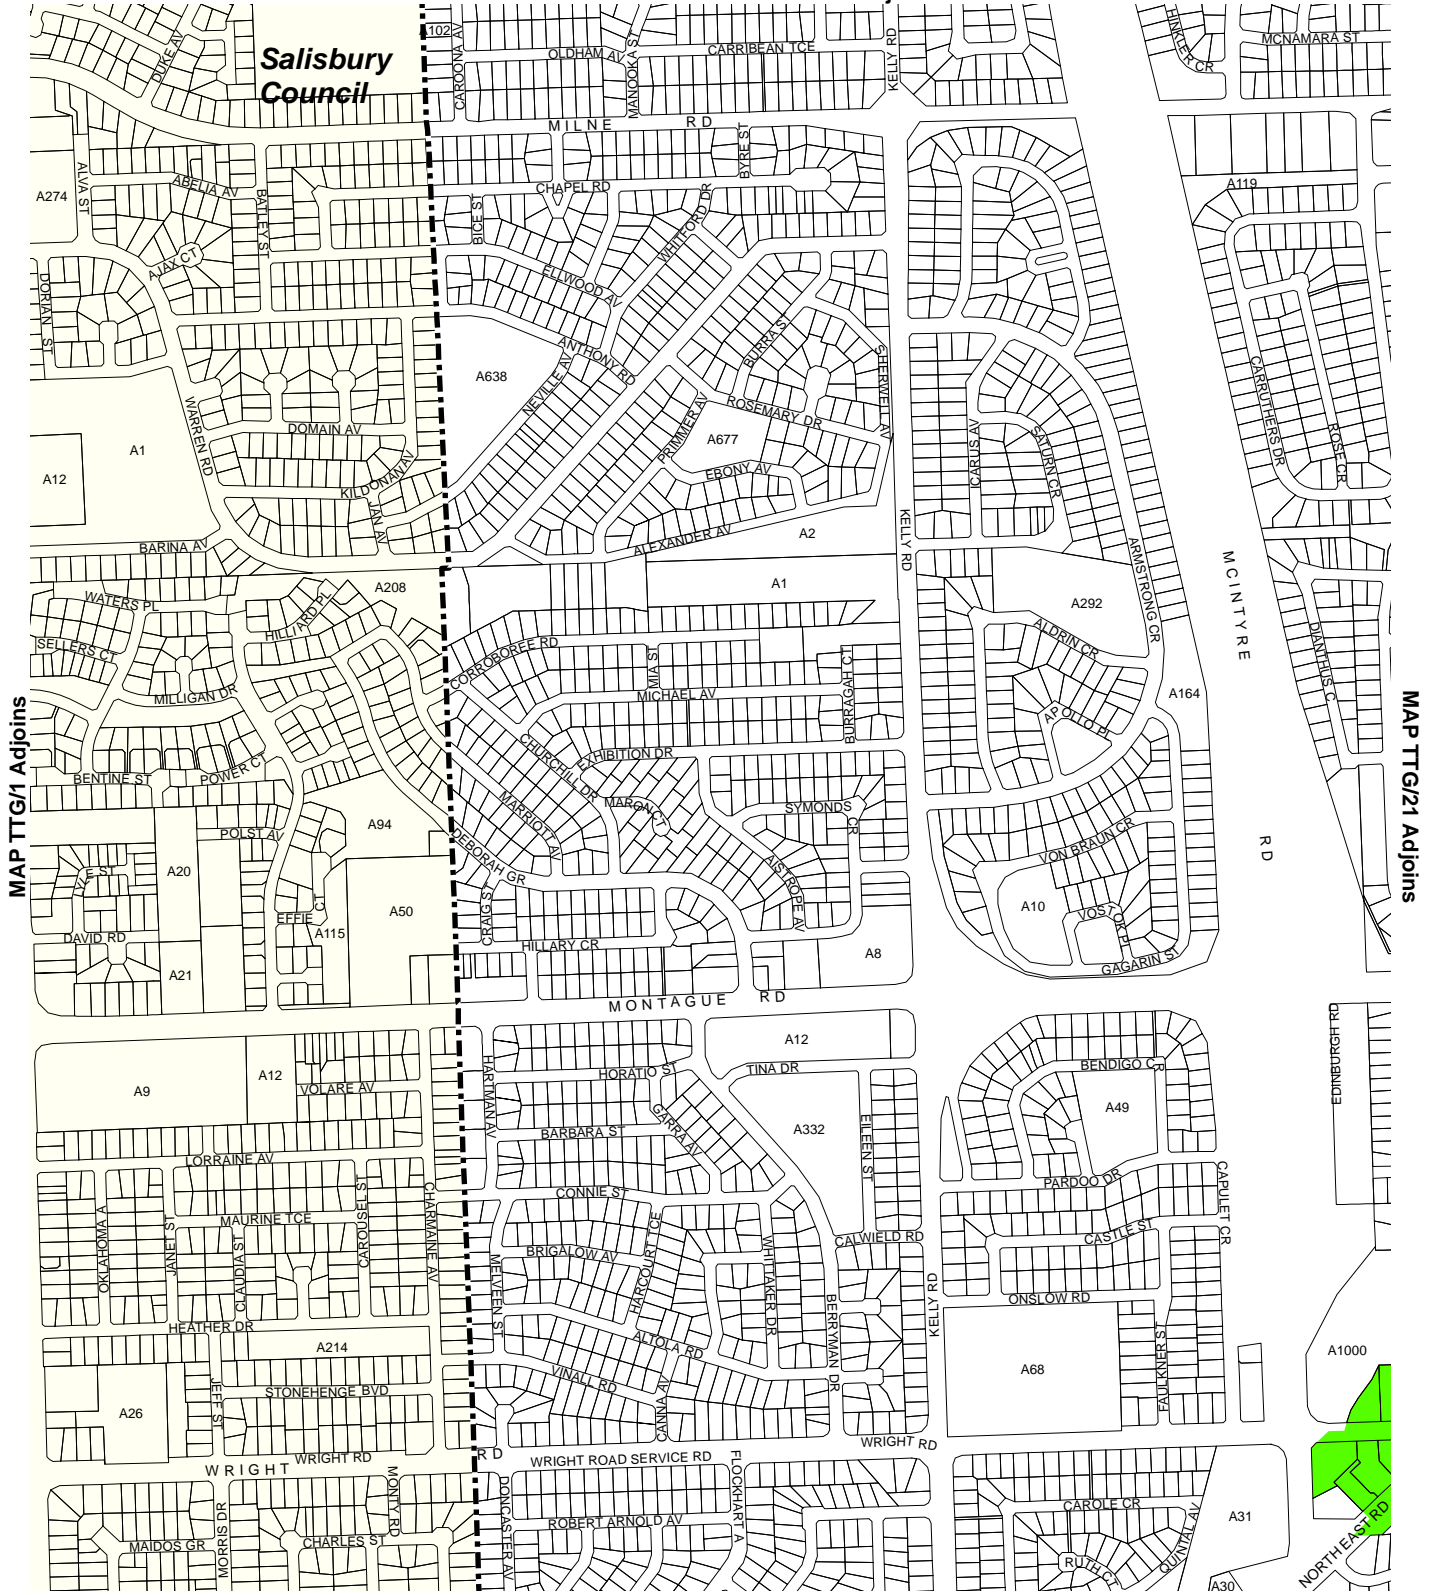 A102
CAROONA AV
OLDHAM AV
MANOOKA ST
CARRIBEAN TCE
KELLY RD
HINKLER CR
MCNAMARA ST
DUKE AV
Salisbury
Council
MILNE RD
BYRE ST
ALVA ST
ABELIA AV
BATLEY ST
CHAPEL RD
BICE ST
WHITFORD DR
A274
A119
AJAX CT
ELLWOOD AV
DORIAN ST
ANTHONY RD
BURRA ST
SHERWELL AV
CARRUTHERS DR
A638
NEVILLE AV
PRIMMER AV
ROSEMARY DR
WARREN RD
DOMAIN AV
A677
ICARUS AV
SATURN CR
ROSE CR
A1
A12
KILDONAN AV
EBONY AV
JAN AV
ALEXANDER AV
A2
KELLY RD
BARINA AV
ARMSTRONG CR
MCINTYRE
A208
A1
A292
WATERS PL
HILLIARD PL
SELLERS CT
CORROBOREE RD
MIA ST
BURRAGAH CT
ALDRIN CR
DIANTHUS C
MILLIGAN DR
MICHAEL AV
A164
APOLLO PL
MAP TTG/1 Adjoins
MAP TTG/21 Adjoins
CHURCHILL DR
EXHIBITION DR
BENTINE ST
POWER CT
MARRIOTT AV
MARON CT
SYMONDS
CR
POLST AV
A94
DEBORAH GR
VON BRAUN CR
RD
LYLE ST
A20
AISTROPE AV
EFFIE
CT
A50
CRAIG ST
A10
VOSTOK PL
DAVID RD
A115
HILLARY CR
A8
GAGARIN ST
A21
MONTAGUE RD
EDINBURGH RD
A12
HARTMAN AV
HORATIO ST
TINA DR
BENDIGO CR
A9
A12
VOLARE AV
GARRA AV
A332
EILEEN ST
A49
BARBARA ST
LORRAINE AV
CONNIE ST
PARDOO DR
CAPULET CR
OKLAHOMA A
JANET ST
MAURINE TCE
CAROUSEL ST
CHARMAINE AV
CLAUDIA ST
HARCOURT TCE
WHITTAKER DR
CALWIELD RD
CASTLE ST
BRIGALOW AV
MELVEEN ST
BERRYMAN DR
KELLY RD
ONSLOW RD
HEATHER DR
A214
ALTOLA RD
A68
FAULKNER ST
A1000
VINALL RD
CANNA AV
JEFF ST
STONEHENGE BVD
A26
WRIGHT RD
WRIGHT RD
WRIGHT RD
WRIGHT ROAD SERVICE RD
FLOCKHART A
MONTY RD
DONCASTER AV
MORRIS DR
ROBERT ARNOLD AV
CAROLE CR
QUINTAL AV
A31
NORTH EAST RD
MAIDOS GR
CHARLES ST
RUTH CT
A30